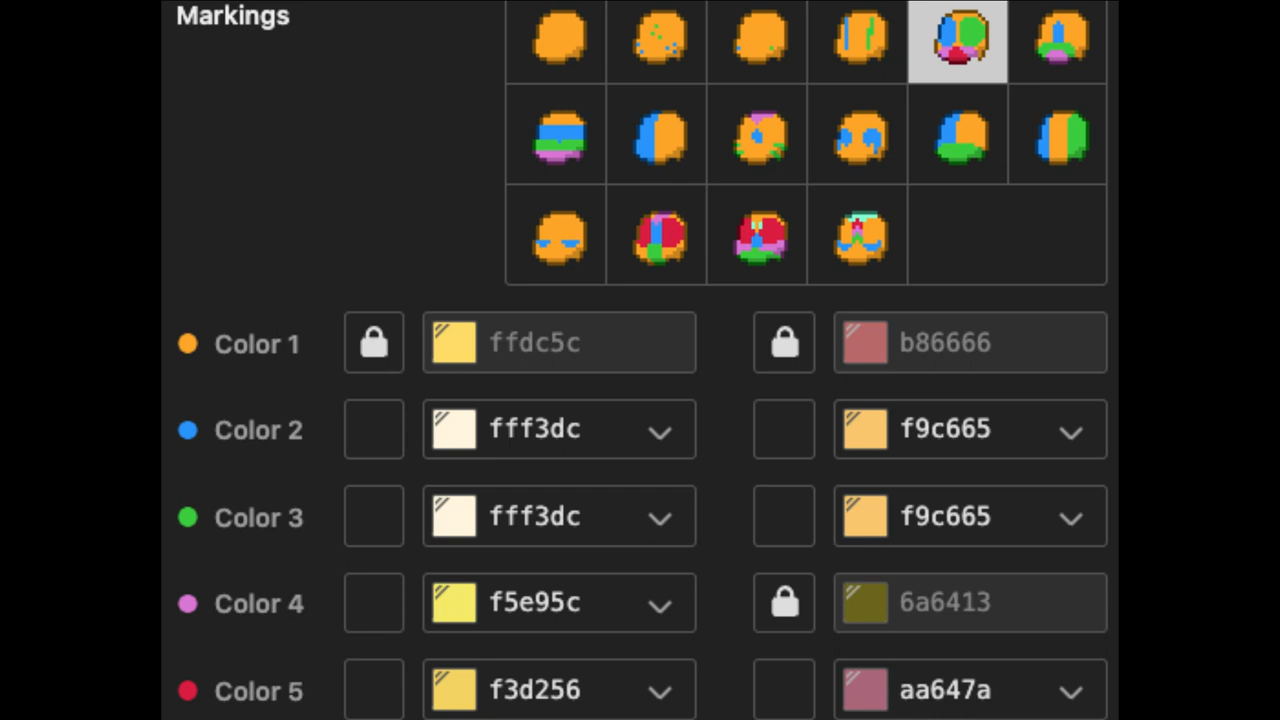 Markings
Color 1 ffdc5c b86666
Color 2 fff3dc f9c665
Color 3 fff3dc f9c665
Color 4 f5e95c 6a6413
Color 5 f3d256 aa647a